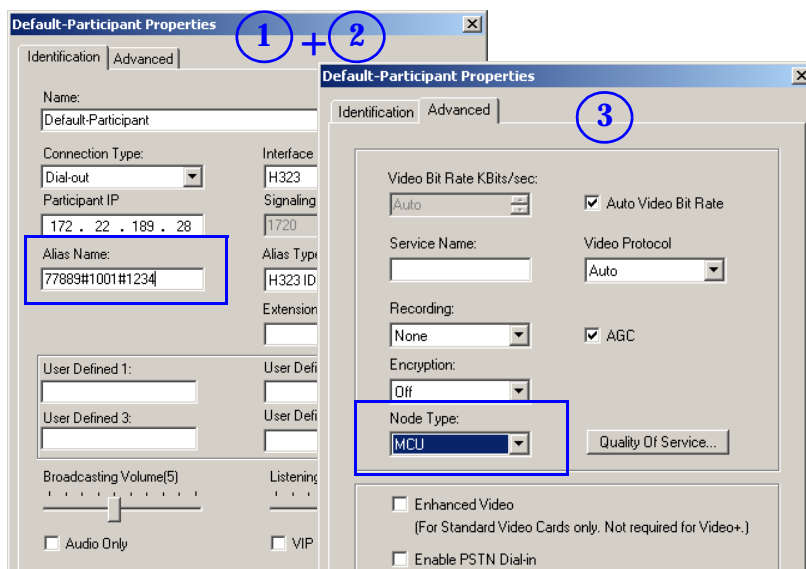 Default-Participant Properties
1 + 2
Identification Advanced
Name:
Default-Participant
Connection Type:
Interface
Dial-out
H323
Participant IP
Signaling
172 . 22 . 189 . 28
1720
Alias Name:
Alias Type
77889#1001#1234
H323 ID
Extension
User Defined 1:
User Defi
User Defined 3:
User Defi
Broadcasting Volume(5)
Listening
Audio Only
VIP
Default-Participant Properties
Identification Advanced
3
Video Bit Rate KBits/sec:
Auto
Auto Video Bit Rate
Service Name:
Video Protocol
Auto
Recording:
None
AGC
Encryption:
Off
Node Type:
MCU
Quality Of Service...
Enhanced Video
(For Standard Video Cards only. Not required for Video+.)
Enable PSTN Dial-in